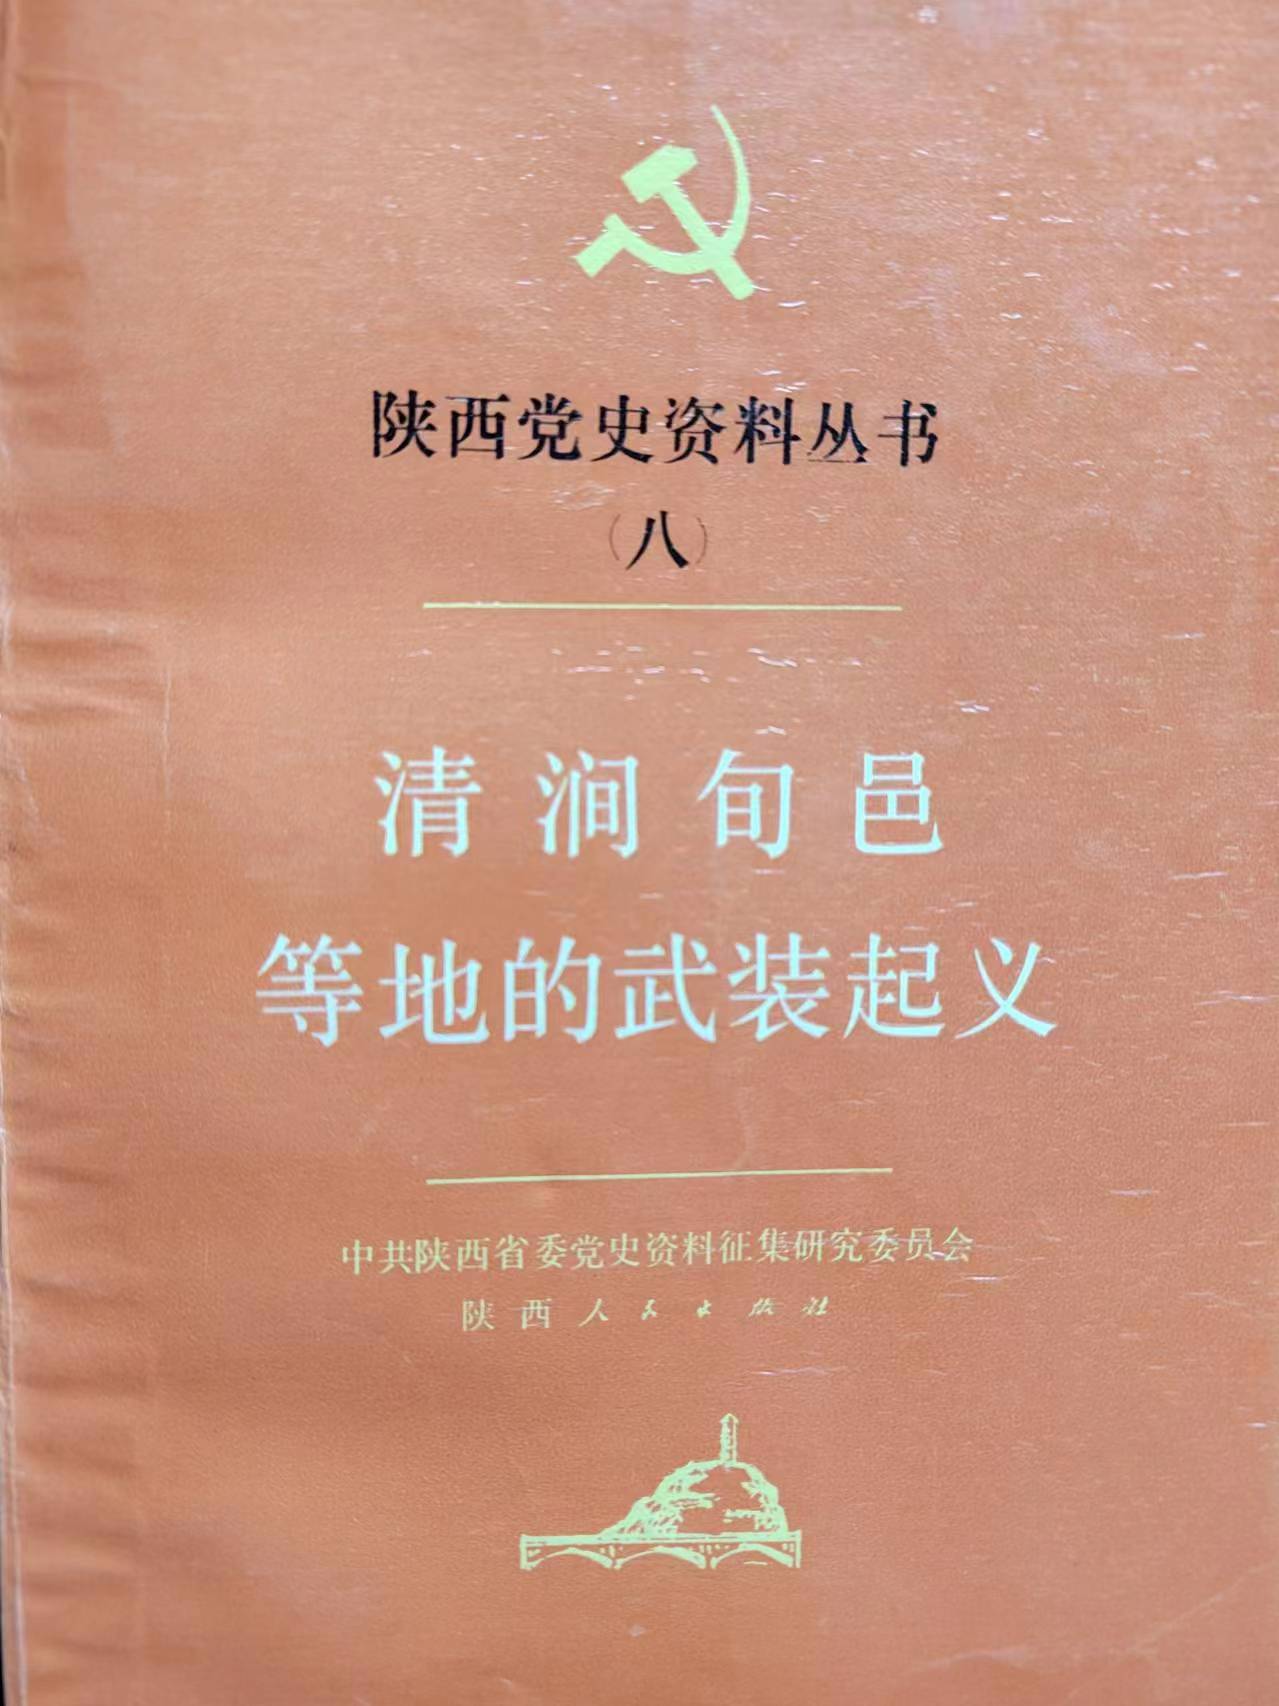 陕西党史资料丛书
（八）
清涧旬邑
等地的武装起义
中共陕西省委党史资料征集研究委员会
陕西人民出版社